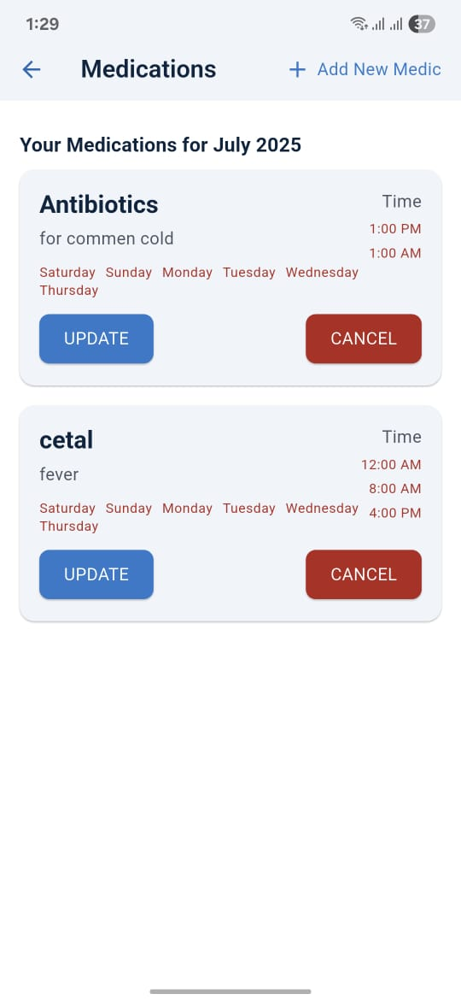 1:29
37
Medications
+ Add New Medic
Your Medications for July 2025
Antibiotics
Time
for commen cold
1:00 PM
1:00 AM
Saturday Sunday Monday Tuesday Wednesday
Thursday
UPDATE
CANCEL
cetal
Time
fever
12:00 AM
8:00 AM
Saturday Sunday Monday Tuesday Wednesday
4:00 PM
Thursday
UPDATE
CANCEL